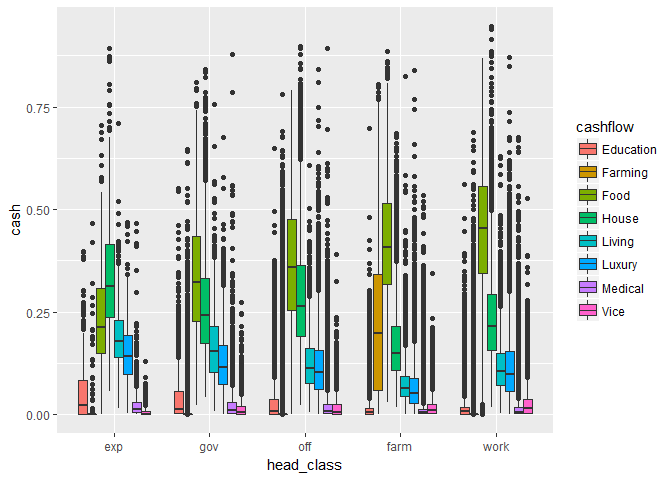 0.75
0.50
0.25
0.00
cash
exp
gov
off
farm
work
head_class
cashflow
Education
Farming
Food
House
Living
Luxury
Medical
Vice